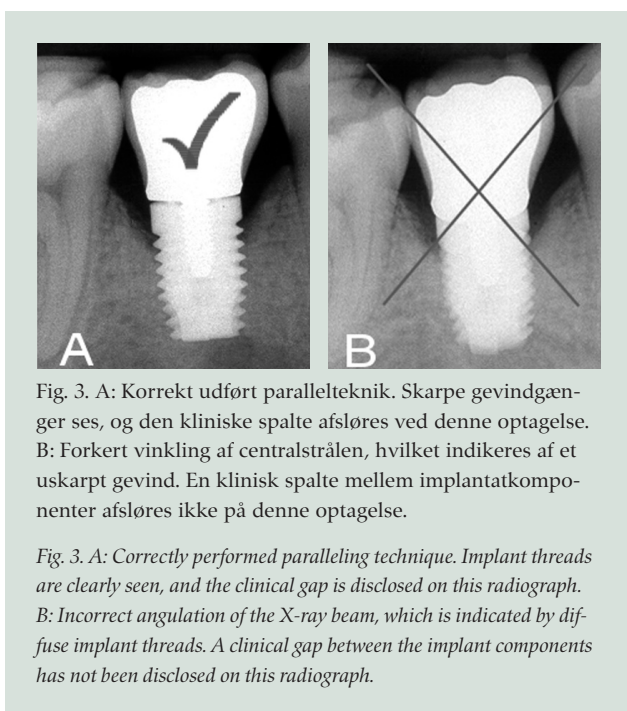 A
B
Fig. 3. A: Korrekt udført parallelteknik. Skarpe gevindgæn-
ger ses, og den kliniske spalte afsløres ved denne optagelse.
B: Forkert vinkling af centralstrålen, hvilket indikeres af et
uskarpt gevind. En klinisk spalte mellem implantatkompo-
nenter afsløres ikke på denne optagelse.
Fig. 3. A: Correctly performed paralleling technique. Implant threads
are clearly seen, and the clinical gap is disclosed on this radiograph.
B: Incorrect angulation of the X-ray beam, which is indicated by dif-
fuse implant threads. A clinical gap between the implant components
has not been disclosed on this radiograph.